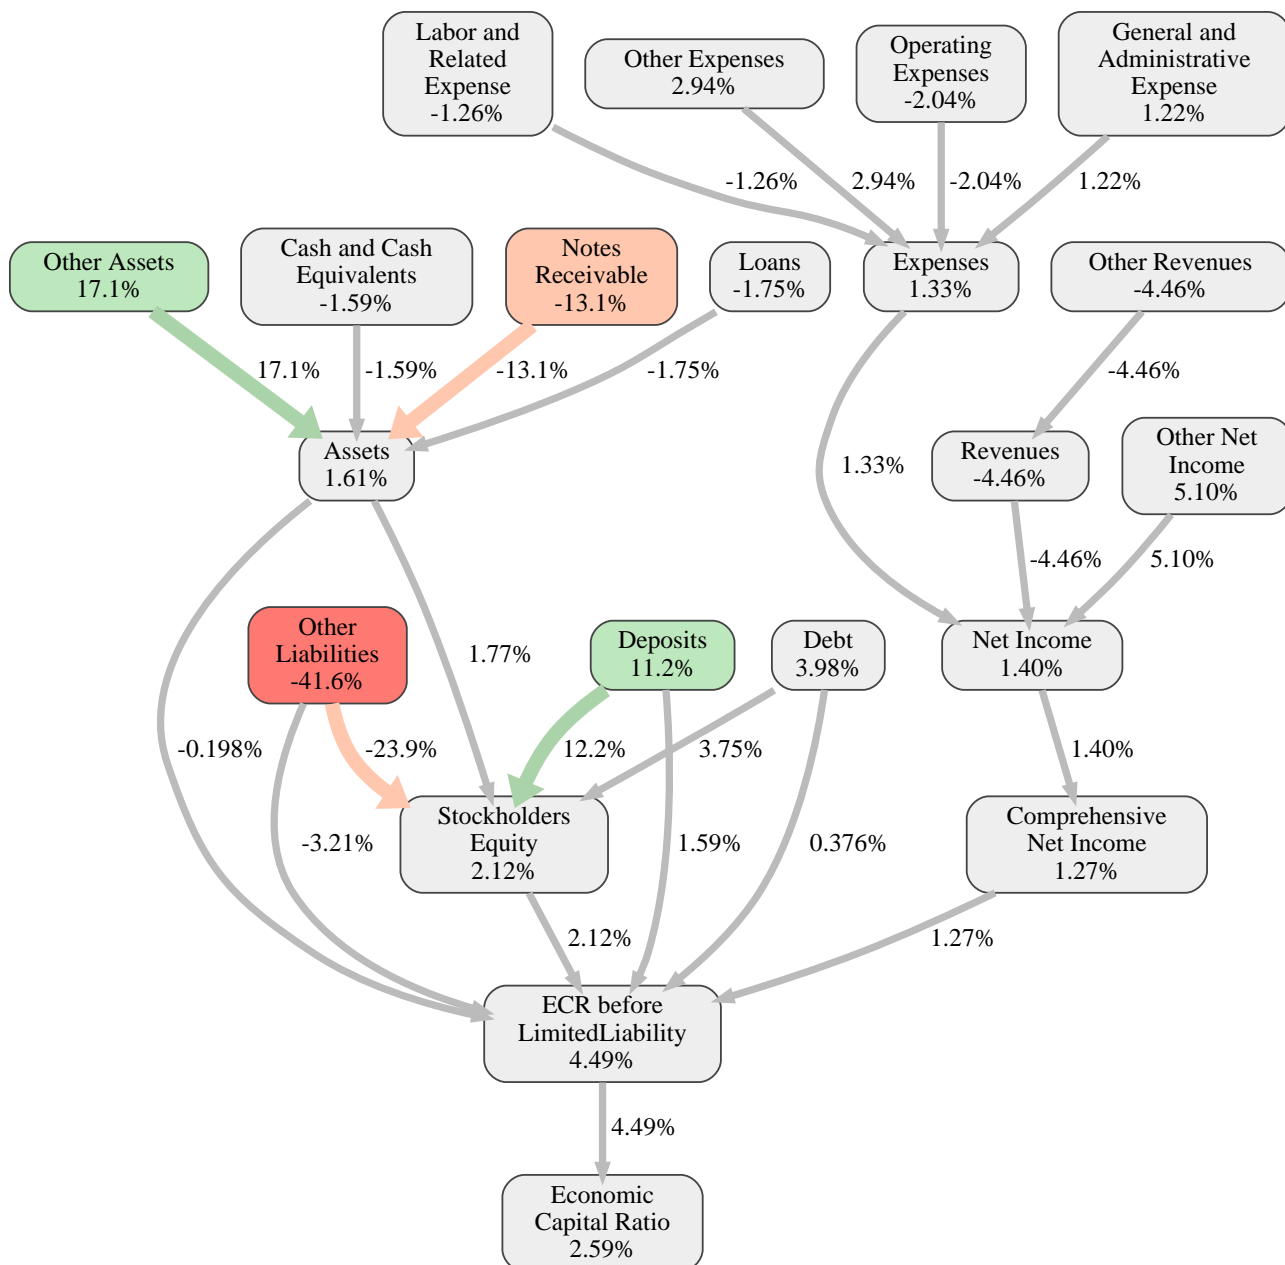 Labor and
Related
Expense
-1.26%
Other Expenses
2.94%
Operating
Expenses
-2.04%
General and
Administrative
Expense
1.22%
-1.26%
2.94%
-2.04%
1.22%
Other Assets
17.1%
Cash and Cash
Equivalents
-1.59%
Notes
Receivable
-13.1%
Loans
-1.75%
Expenses
1.33%
Other Revenues
-4.46%
17.1%
-1.59%
-13.1%
-1.75%
-4.46%
Assets
1.61%
1.33%
Revenues
-4.46%
Other Net
Income
5.10%
-4.46%
5.10%
Other
Liabilities
-41.6%
1.77%
Deposits
11.2%
Debt
3.98%
Net Income
1.40%
-0.198%
-23.9%
12.2%
3.75%
1.40%
Stockholders
Equity
2.12%
-3.21%
1.59%
0.376%
Comprehensive
Net Income
1.27%
2.12%
1.27%
ECR before
LimitedLiability
4.49%
4.49%
Economic
Capital Ratio
2.59%